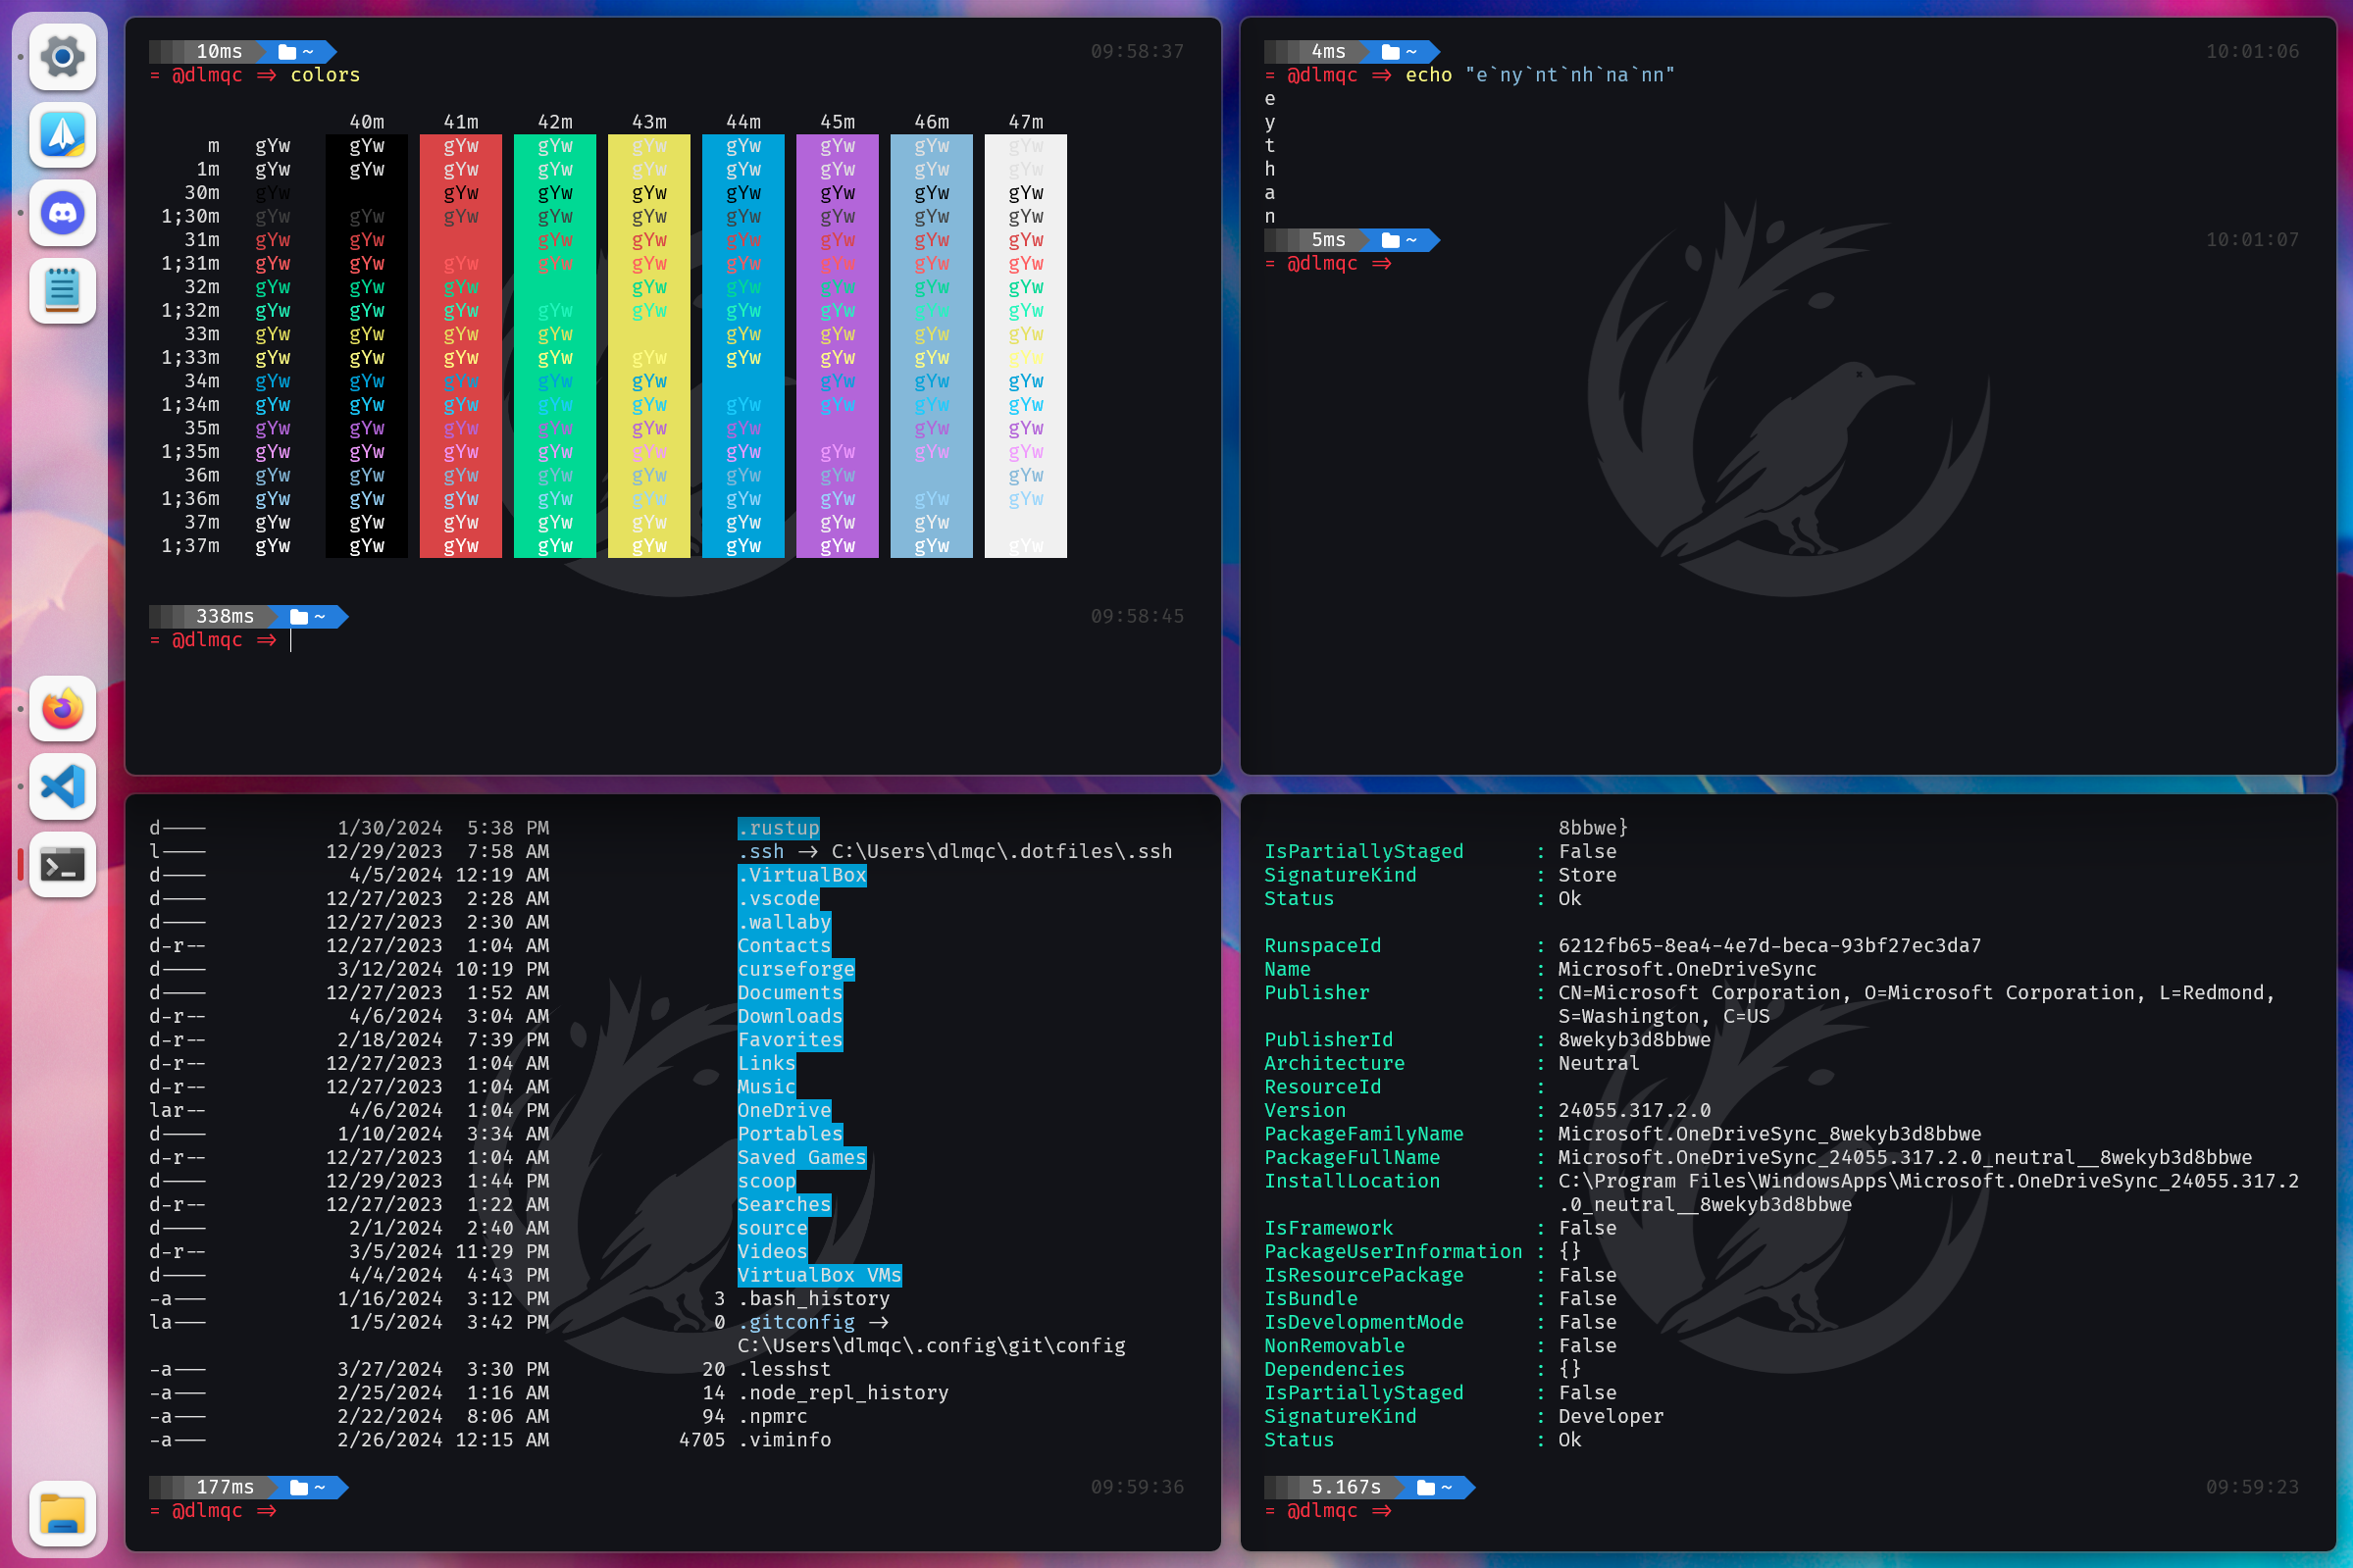 10ms ~ 09:58:37
= @dlmqc => colors
40m 41m 42m 43m 44m 45m 46m 47m
m gYw gYw gYw gYw gYw gYw gYw gYw gYw
1m gYw gYw gYw gYw gYw gYw gYw gYw gYw
30m gYw gYw gYw gYw gYw gYw gYw gYw
1;30m gYw gYw gYw gYw gYw gYw gYw gYw gYw
31m gYw gYw gYw gYw gYw gYw gYw gYw
1;31m gYw gYw gYw gYw gYw gYw gYw gYw gYw
32m gYw gYw gYw gYw gYw gYw gYw gYw
1;32m gYw gYw gYw gYw gYw gYw gYw gYw gYw
33m gYw gYw gYw gYw gYw gYw gYw gYw
1;33m gYw gYw gYw gYw gYw gYw gYw gYw gYw
34m gYw gYw gYw gYw gYw gYw gYw gYw
1;34m gYw gYw gYw gYw gYw gYw gYw gYw gYw
35m gYw gYw gYw gYw gYw gYw gYw gYw
1;35m gYw gYw gYw gYw gYw gYw gYw gYw gYw
36m gYw gYw gYw gYw gYw gYw gYw gYw
1;36m gYw gYw gYw gYw gYw gYw gYw gYw gYw
37m gYw gYw gYw gYw gYw gYw gYw gYw
1;37m gYw gYw gYw gYw gYw gYw gYw gYw gYw
338ms ~ 09:58:45
= @dlmqc =>
4ms ~ 10:01:06
= @dlmqc => echo "e`ny`nt`nh`na`nn"
e
y
t
h
a
n
5ms ~ 10:01:07
= @dlmqc =>
d---- 1/30/2024 5:38 PM .rustup
l---- 12/29/2023 7:58 AM .ssh -> C:\Users\dlmqc\.dotfiles\.ssh
d---- 4/5/2024 12:19 AM .VirtualBox
d---- 12/27/2023 2:28 AM .vscode
d---- 12/27/2023 2:30 AM .wallaby
d-r-- 12/27/2023 1:04 AM Contacts
d---- 3/12/2024 10:19 PM curseforge
d---- 12/27/2023 1:52 AM Documents
d-r-- 4/6/2024 3:04 AM Downloads
d-r-- 2/18/2024 7:39 PM Favorites
d-r-- 12/27/2023 1:04 AM Links
d-r-- 12/27/2023 1:04 AM Music
lar-- 4/6/2024 1:04 PM OneDrive
d---- 1/10/2024 3:34 AM Portables
d-r-- 12/27/2023 1:04 AM Saved Games
d---- 12/29/2023 1:44 PM scoop
d-r-- 12/27/2023 1:22 AM Searches
d---- 2/1/2024 2:40 AM source
d-r-- 3/5/2024 11:29 PM Videos
d---- 4/4/2024 4:43 PM VirtualBox VMs
-a--- 1/16/2024 3:12 PM 3 .bash_history
la--- 1/5/2024 3:42 PM 0 .gitconfig ->
C:\Users\dlmqc\.config\git\config
-a--- 3/27/2024 3:30 PM 20 .lesshst
-a--- 2/25/2024 1:16 AM 14 .node_repl_history
-a--- 2/22/2024 8:06 AM 94 .npmrc
-a--- 2/26/2024 12:15 AM 4705 .viminfo
177ms ~ 09:59:36
= @dlmqc =>
8bbwe}
IsPartiallyStaged : False
SignatureKind : Store
Status : Ok
RunspaceId : 6212fb65-8ea4-4e7d-beca-93bf27ec3da7
Name : Microsoft.OneDriveSync
Publisher : CN=Microsoft Corporation, O=Microsoft Corporation, L=Redmond,
S=Washington, C=US
PublisherId : 8wekyb3d8bbwe
Architecture : Neutral
ResourceId :
Version : 24055.317.2.0
PackageFamilyName : Microsoft.OneDriveSync_8wekyb3d8bbwe
PackageFullName : Microsoft.OneDriveSync_24055.317.2.0_neutral__8wekyb3d8bbwe
InstallLocation : C:\Program Files\WindowsApps\Microsoft.OneDriveSync_24055.317.2
.0_neutral__8wekyb3d8bbwe
IsFramework : False
PackageUserInformation : {}
IsResourcePackage : False
IsBundle : False
IsDevelopmentMode : False
NonRemovable : False
Dependencies : {}
IsPartiallyStaged : False
SignatureKind : Developer
Status : Ok
5.167s ~ 09:59:23
= @dlmqc =>